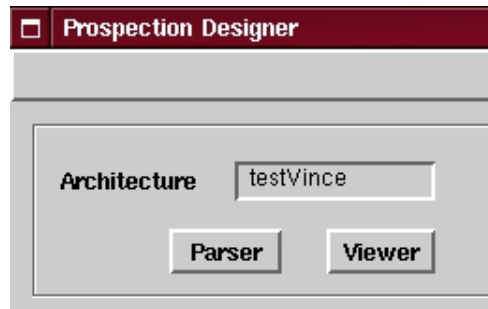 Prospection Designer
Architecture testVince
Parser Viewer